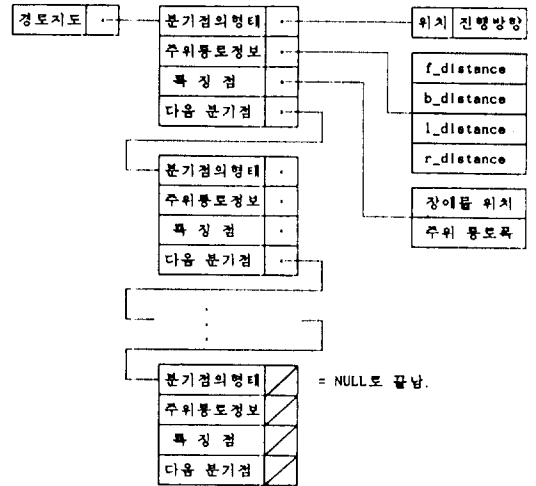 경로지도
분기점의형태
주위통로정보
특 징 점
다음 분기점
위치 진행방향
f_distance
b_distance
l_distance
r_distance
장애물 위치
주위 통로폭
분기점의형태
주위통로정보
특 징 점
다음 분기점
분기점의형태
주위통로정보
특 징 점
다음 분기점
= NULL로 끝남.